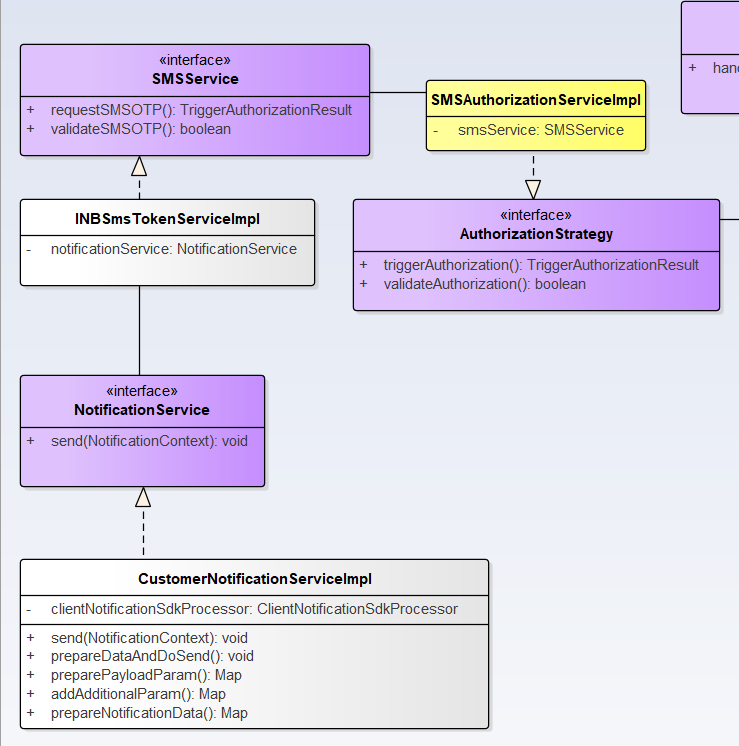 «interface»
SMSService
+ requestSMSOTP(): TriggerAuthorizationResult
+ validateSMSOTP(): boolean
SMSAuthorizationServiceImpl
- smsService: SMSService
+
INBSmsTokenServiceImpl
- notificationService: NotificationService
«interface»
AuthorizationStrategy
+ triggerAuthorization(): TriggerAuthorizationResult
+ validateAuthorization(): boolean
«interface»
NotificationService
+ send(NotificationContext): void
CustomerNotificationServiceImpl
- clientNotificationSdkProcessor: ClientNotificationSdkProcessor
+ send(NotificationContext): void
+ prepareDataAndDoSend(): void
+ preparePayloadParam(): Map
+ addAdditionalParam(): Map
+ prepareNotificationData(): Map